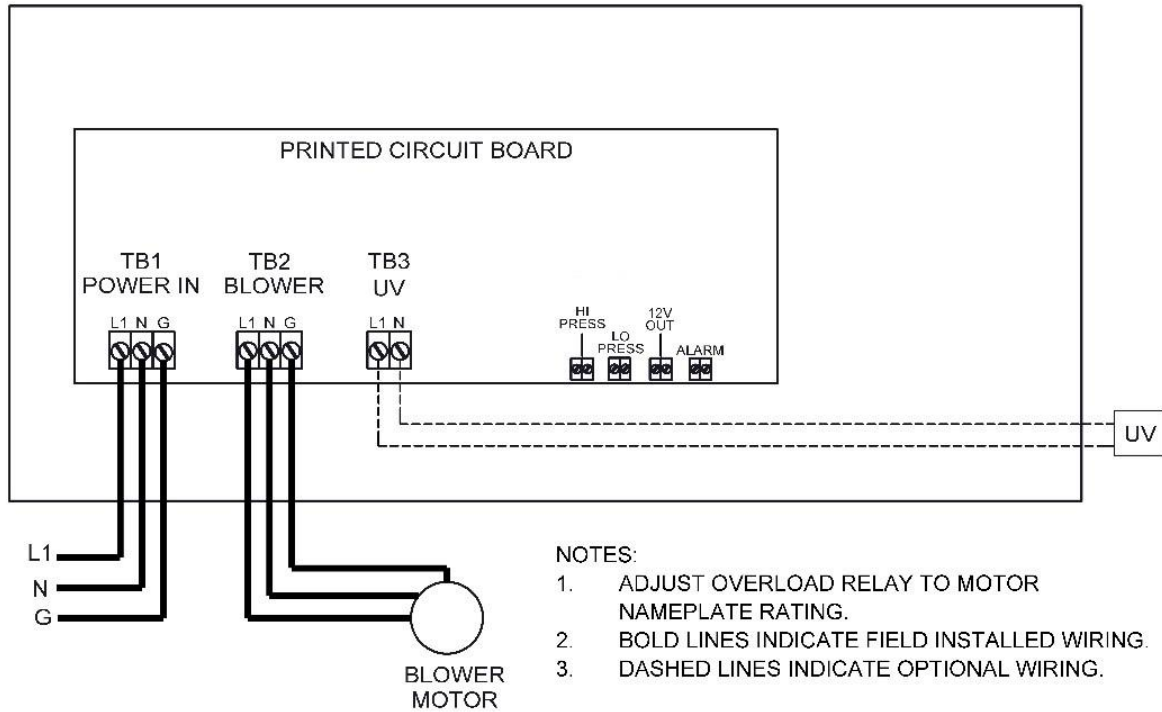 PRINTED CIRCUIT BOARD
TB1
POWER IN
TB2
BLOWER
TB3
UV
L1 N G
L1 N G
L1 N
HI
PRESS
LO
PRESS
12V
OUT
ALARM
UV
L1
N
G
BLOWER
MOTOR
NOTES:
1. ADJUST OVERLOAD RELAY TO MOTOR
NAMEPLATE RATING.
2. BOLD LINES INDICATE FIELD INSTALLED WIRING.
3. DASHED LINES INDICATE OPTIONAL WIRING.